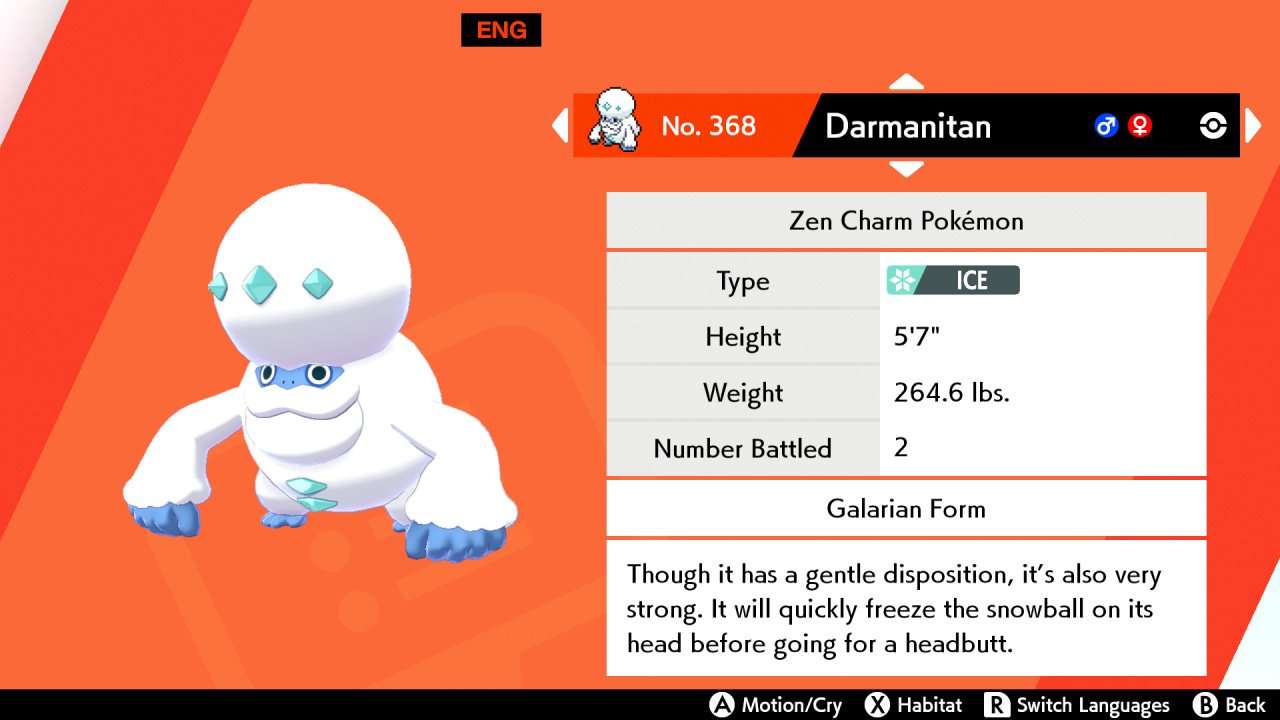 ENG
No. 368
Darmanitan
Zen Charm Pokémon
Type
ICE
Height
5'7"
Weight
264.6 lbs.
Number Battled
2
Galarian Form
Though it has a gentle disposition, it's also very
strong. It will quickly freeze the snowball on its
head before going for a headbutt.
A Motion/Cry X Habitat R Switch Languages B Back